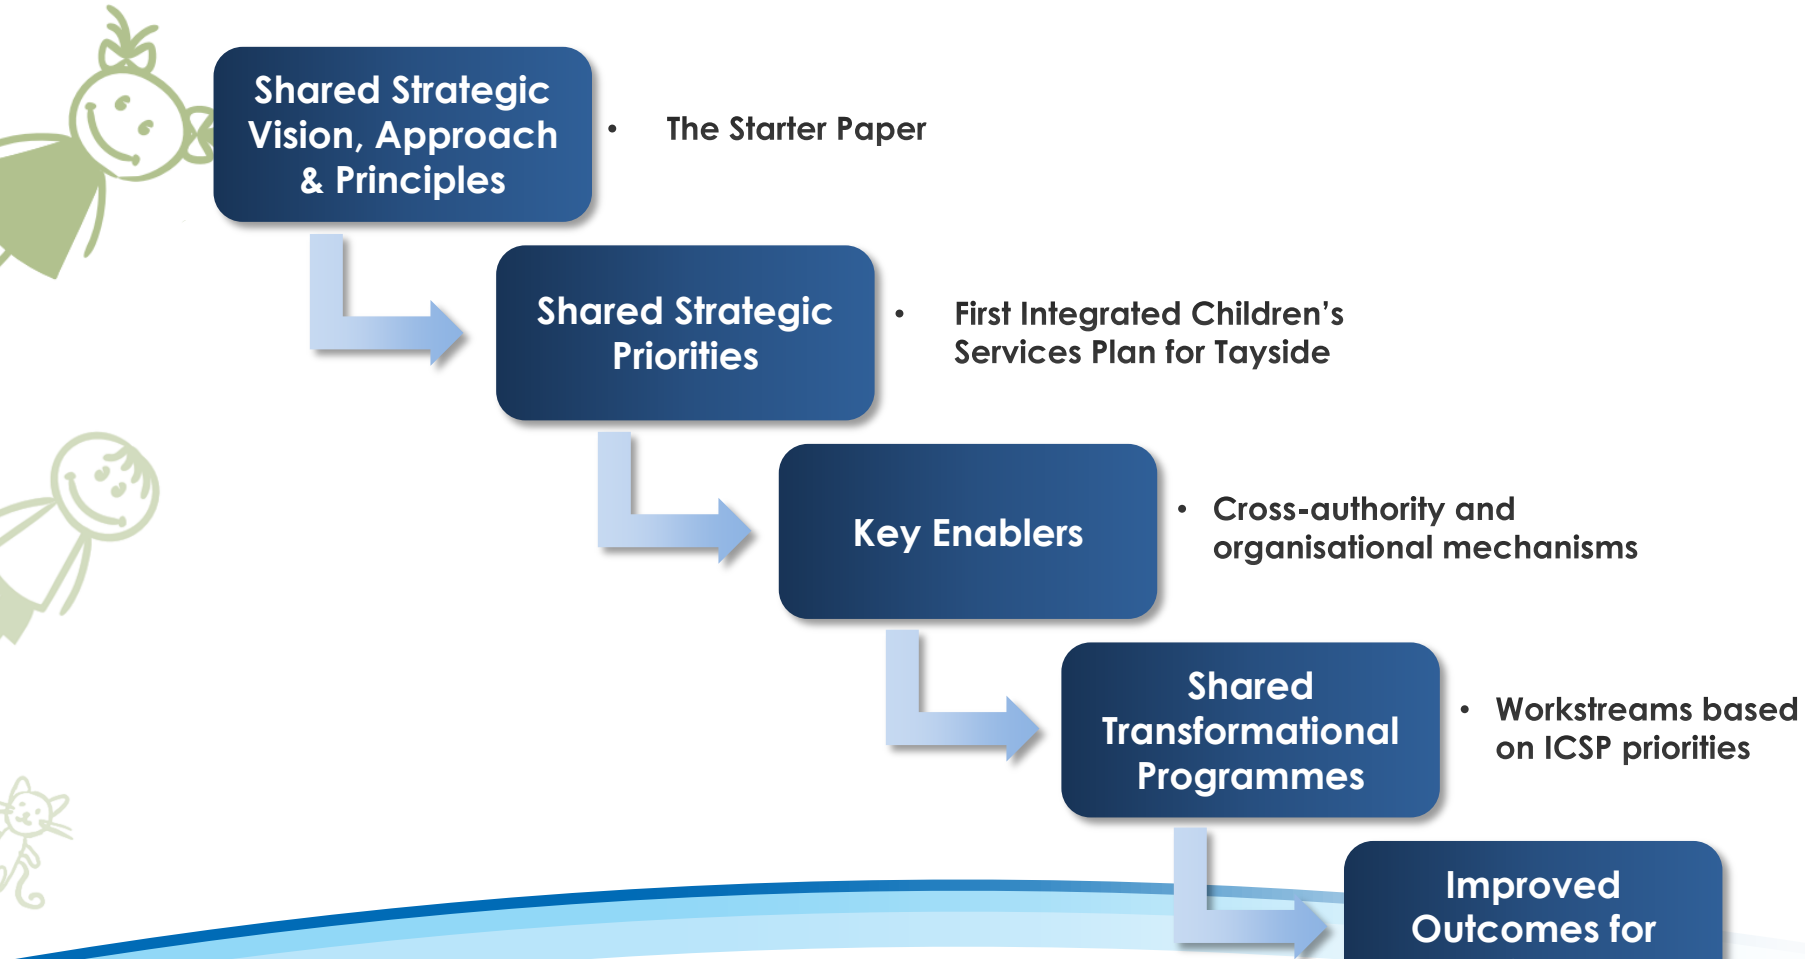 Shared Strategic
Vision, Approach
& Principles
• The Starter Paper
Shared Strategic
Priorities
• First Integrated Children's
Services Plan for Tayside
Key Enablers
• Cross-authority and
organisational mechanisms
Shared
Transformational
Programmes
• Workstreams based
on ICSP priorities
Improved
Outcomes for